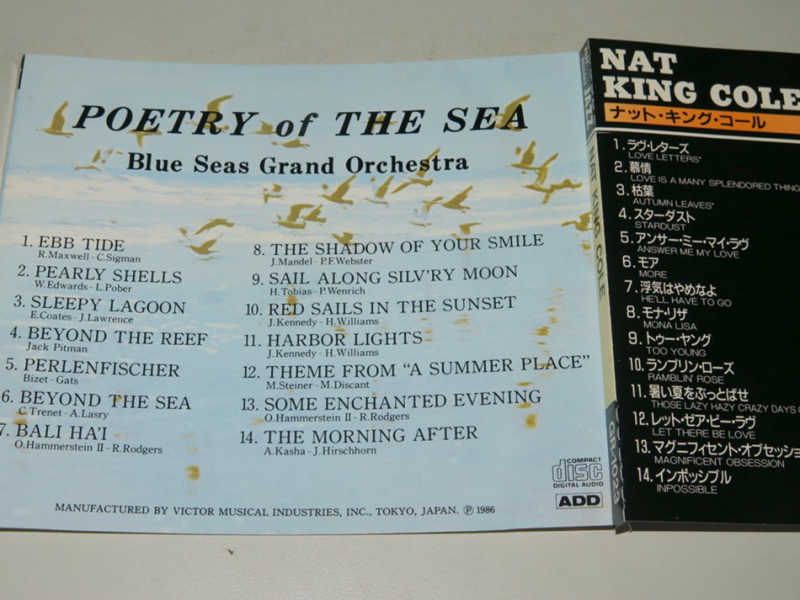 POETRY of THE SEA
Blue Seas Grand Orchestra
1. EBB TIDE
R.Maxwell-C.Sigman
2. PEARLY SHELLS
W.Edwards-L.Pober
3. SLEEPY LAGOON
E.Coates-J.Lawrence
4. BEYOND THE REEF
Jack Pitman
5. PERLENFISCHER
Bizet-Gats
6. BEYOND THE SEA
C.Trenet-A.Lasry
7. BALI HA'I
O.Hammerstein II-R.Rodgers
8. THE SHADOW OF YOUR SMILE
J.Mandel-P.F.Webster
9. SAIL ALONG SILV'RY MOON
H.Tobias-P.Wenrich
10. RED SAILS IN THE SUNSET
J.Kennedy-H.Williams
11. HARBOR LIGHTS
J.Kennedy-H.Williams
12. THEME FROM "A SUMMER PLACE"
M.Steiner-M.Discant
13. SOME ENCHANTED EVENING
O.Hammerstein II-R.Rodgers
14. THE MORNING AFTER
A.Kasha-J.Hirschhorn
COMPACT
disc
DIGITAL AUDIO
ADD
MANUFACTURED BY VICTOR MUSICAL INDUSTRIES, INC., TOKYO, JAPAN. Ⓟ 1986
NAT KING COLE
NAT
KING COLE
ナット・キング・コール
1. ラヴ・レターズ
LOVE LETTERS*
2. 慕情
LOVE IS A MANY SPLENDORED THING
3. 枯葉
AUTUMN LEAVES*
4. スターダスト
STARDUST
5. アンサー・ミー・マイ・ラヴ
ANSWER ME MY LOVE
6. モア
MORE
7. 浮気はやめなよ
HE'LL HAVE TO GO
8. モナ・リザ
MONA LISA
9. トゥー・ヤング
TOO YOUNG
10. ランブリン・ローズ
RAMBLIN' ROSE
11. 暑い夏をぶっとばせ
THOSE LAZY HAZY CRAZY DAYS
12. レット・ゼア・ビー・ラヴ
LET THERE BE LOVE
13. マグニフィセント・オブセッショ
MAGNIFICENT OBSESSION
14. インポッシブル
INPOSSIBLE